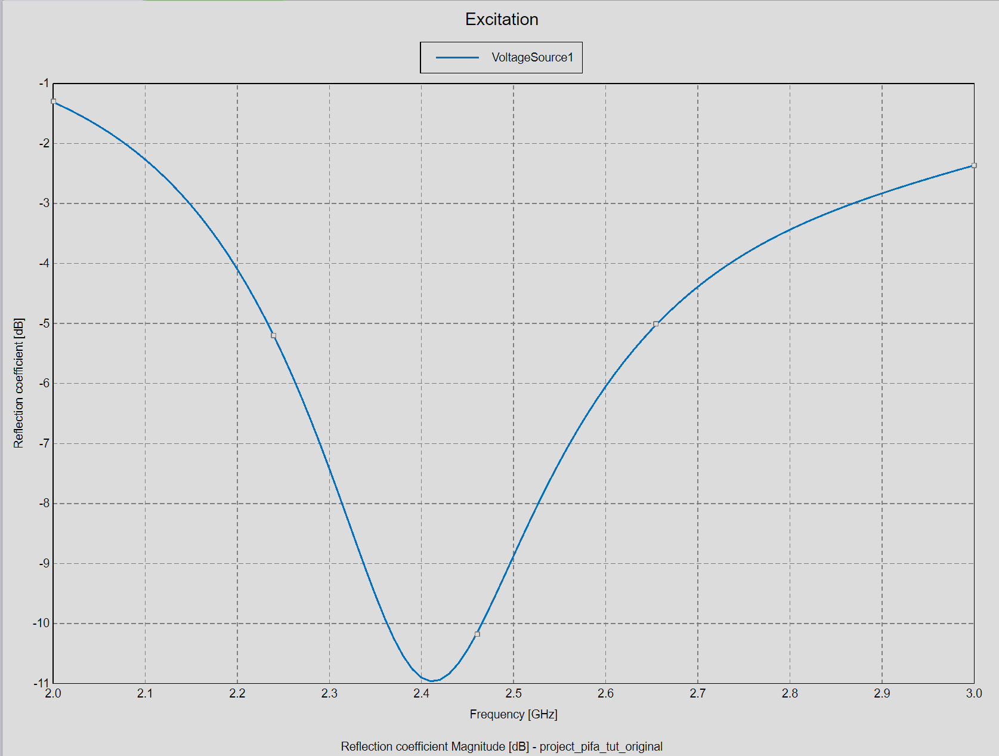 Excitation
VoltageSource1
-1
-2
-3
-4
-5
-6
-7
-8
-9
-10
-11
Reflection coefficient [dB]
2.0 2.1 2.2 2.3 2.4 2.5 2.6 2.7 2.8 2.9 3.0
Frequency [GHz]
Reflection coefficient Magnitude [dB] - project_pifa_tut_original